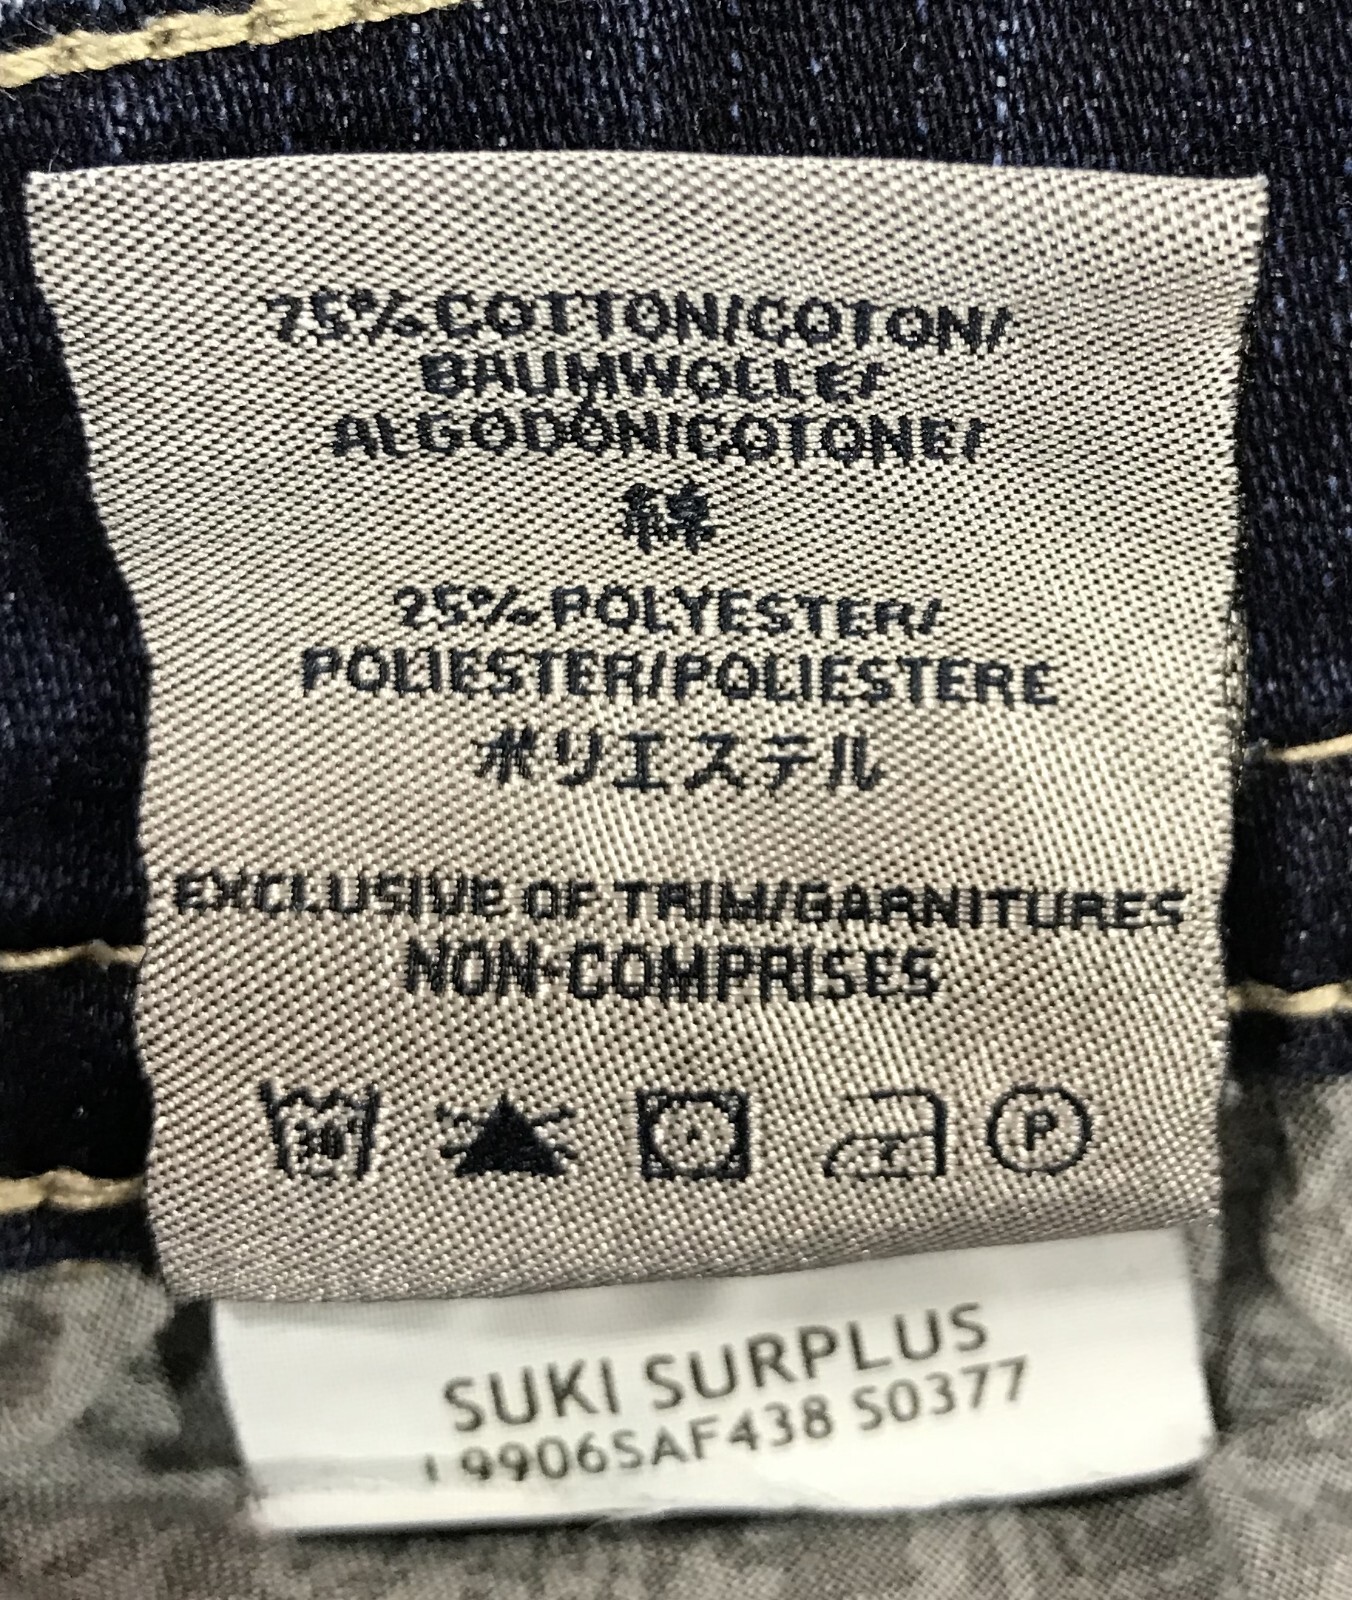 75% COTTON/COTON/
BAUMWOLLE/
ALGODÓN/COTONE/
綿
25% POLYESTER/
POLIESTER/POLIESTERE
ポリエステル
EXCLUSIVE OF TRIM/GARNITURES
NON-COMPRISES
30°
P
SUKI SURPLUS
L9906SAF438 S0377